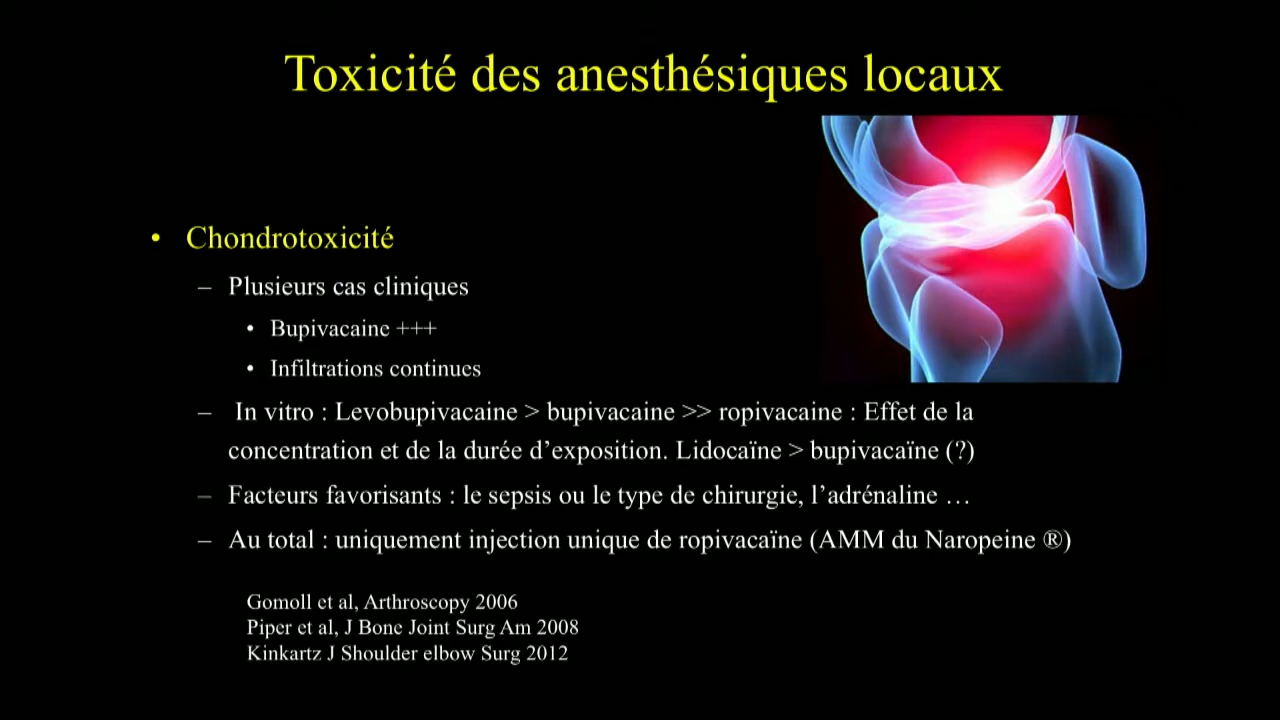 Toxicité des anesthésiques locaux
• Chondrotoxicité
– Plusieurs cas cliniques
• Bupivacaine +++
• Infiltrations continues
– In vitro : Levobupivacaine > bupivacaine >> ropivacaine : Effet de la
concentration et de la durée d’exposition. Lidocaïne > bupivacaïne (?)
– Facteurs favorisants : le sepsis ou le type de chirurgie, l’adrénaline …
– Au total : uniquement injection unique de ropivacaïne (AMM du Naropeine ®)
Gomoll et al, Arthroscopy 2006
Piper et al, J Bone Joint Surg Am 2008
Kinkartz J Shoulder elbow Surg 2012